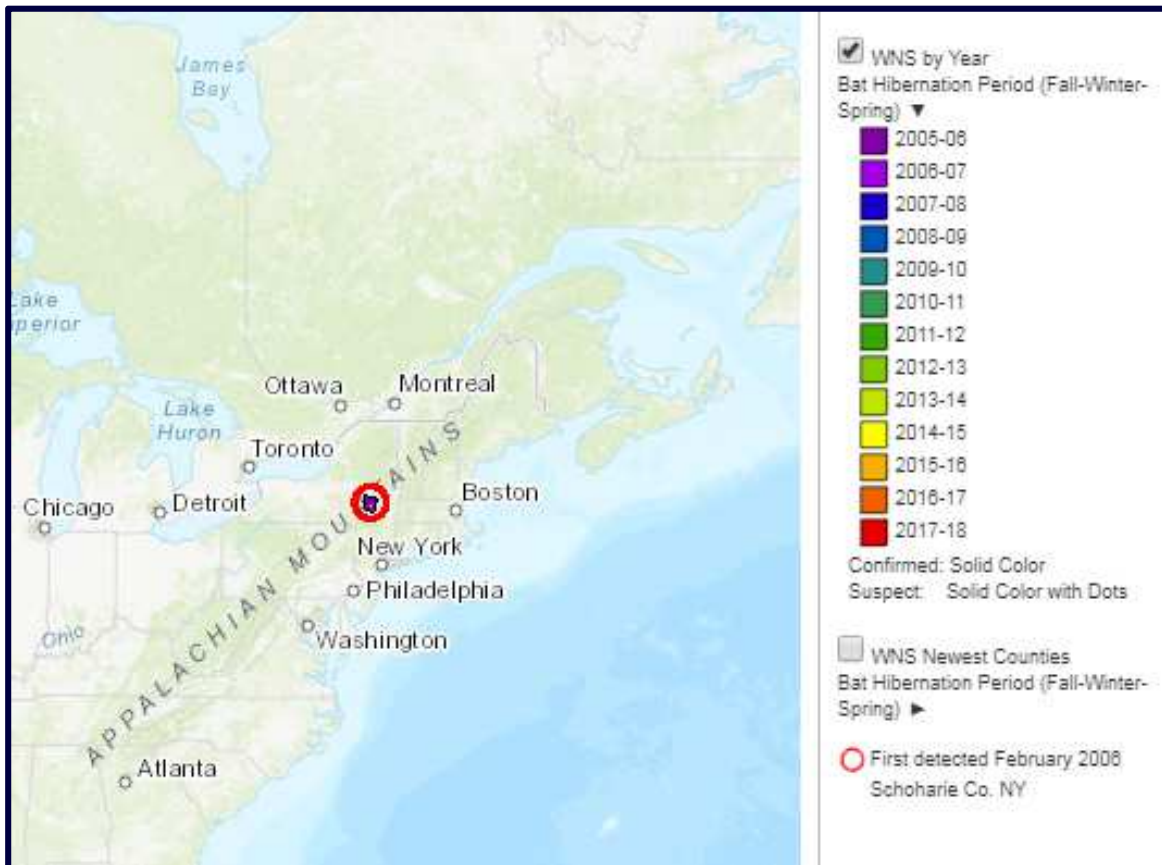 James
Bay
Lake
uperior
Ottawa
Montreal
Lake
Huron
Toronto
Chicago
Detroit
Boston
New York
Philadelphia
Ohio
Washington
APPALACHIAN MOUNTAINS
Atlanta
WNS by Year
Bat Hibernation Period (Fall-Winter-
Spring) ▼
2005-06
2006-07
2007-08
2008-09
2009-10
2010-11
2011-12
2012-13
2013-14
2014-15
2015-16
2016-17
2017-18
Confirmed: Solid Color
Suspect: Solid Color with Dots
WNS Newest Counties
Bat Hibernation Period (Fall-Winter-
Spring) ►
First detected February 2006
Schoharie Co. NY